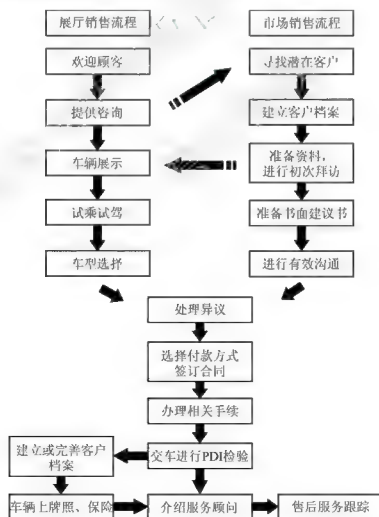 展厅销售流程
市场销售流程
欢迎顾客
寻找潜在客户
提供咨询
建立客户档案
车辆展示
准备资料，
进行初次拜访
试乘试驾
准备书面建议书
车型选择
进行有效沟通
处理异议
选择付款方式
签订合同
办理相关手续
建立或完善客户
档案
交车进行PDI检验
车辆上牌照、保险
介绍服务顾问
售后服务跟踪